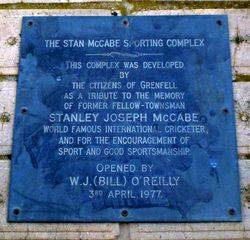 THE STAN McCABE SPORTING COMPLEX
THIS COMPLEX WAS DEVELOPED
BY
THE CITIZENS OF GRENFELL
AS A TRIBUTE TO THE MEMORY
OF FORMER FELLOW-TOWNSMAN
STANLEY JOSEPH McCABE
WORLD FAMOUS INTERNATIONAL CRICKETER,
AND FOR THE ENCOURAGEMENT OF
SPORT AND GOOD SPORTSMANSHIP.
OPENED BY
W.J.(BILL) O'REILLY
3RD APRIL, 1977.